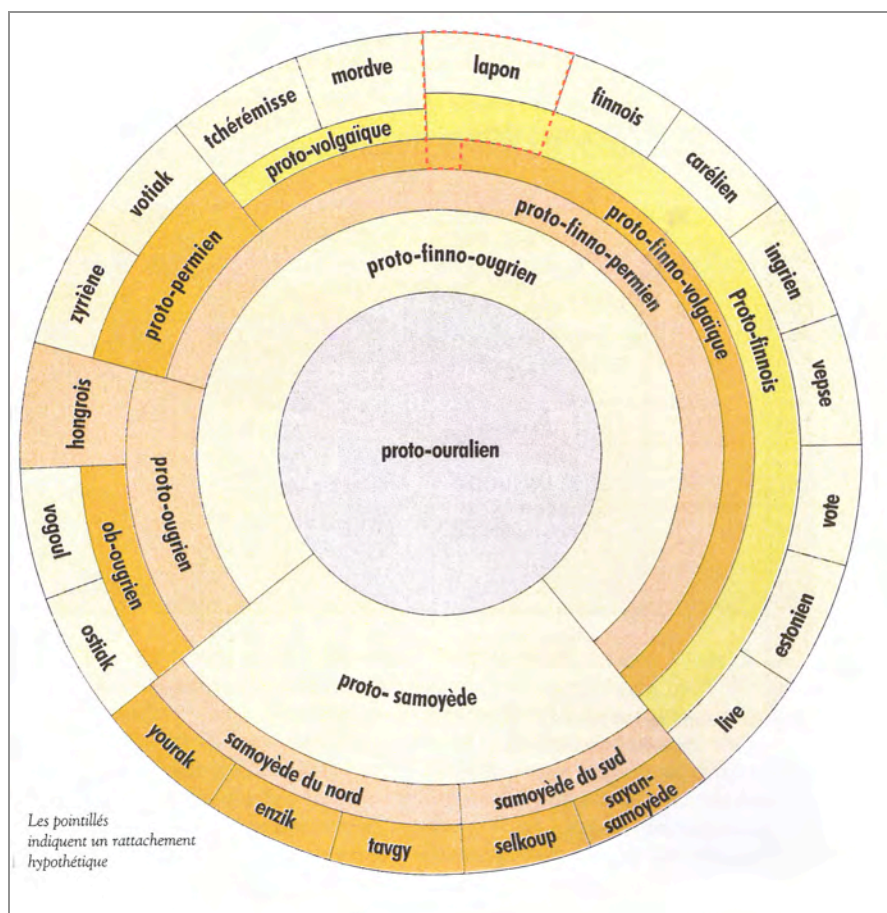 lapon
finnois
carélien
ingrien
vepse
vote
estonien
live
sayan-
samoyède
selkoup
tavgy
enzik
yourak
ostiak
vogoul
hongrois
zyriène
votiak
tchérémisse
mordve
proto-volgaïque
proto-permien
proto-finno-ougrien
proto-finno-permien
proto-finno-volgaïque
Proto-finnois
proto-ouralien
proto-ougrien
ob-ougrien
proto-samoyède
samoyède du nord
samoyède du sud
Les pointillés
indiquent un rattachement
hypothétique